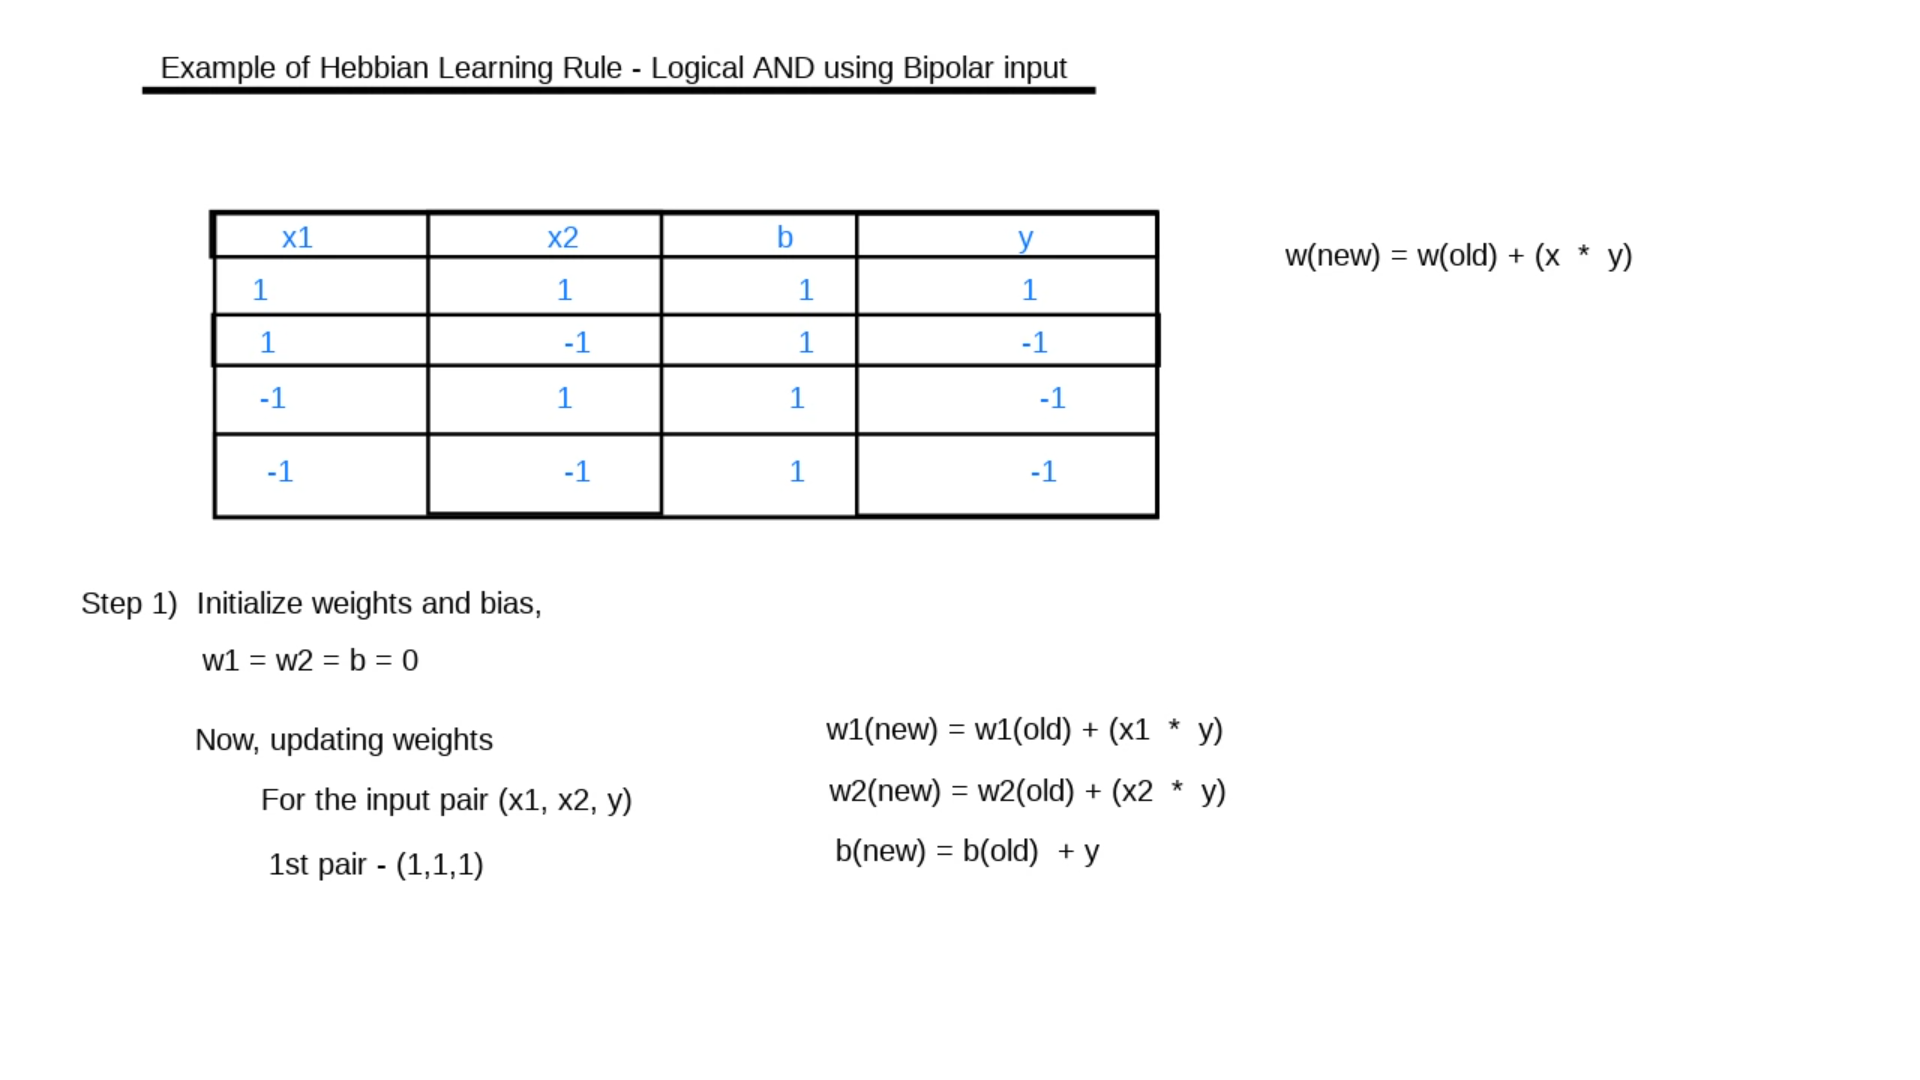 Example of Hebbian Learning Rule - Logical AND using Bipolar input
x1 x2 b y
1 1 1 1
1 -1 1 -1
-1 1 1 -1
-1 -1 1 -1
w(new) = w(old) + (x * y)
Step 1) Initialize weights and bias,
w1 = w2 = b = 0
Now, updating weights
For the input pair (x1, x2, y)
1st pair - (1,1,1)
w1(new) = w1(old) + (x1 * y)
w2(new) = w2(old) + (x2 * y)
b(new) = b(old) + y